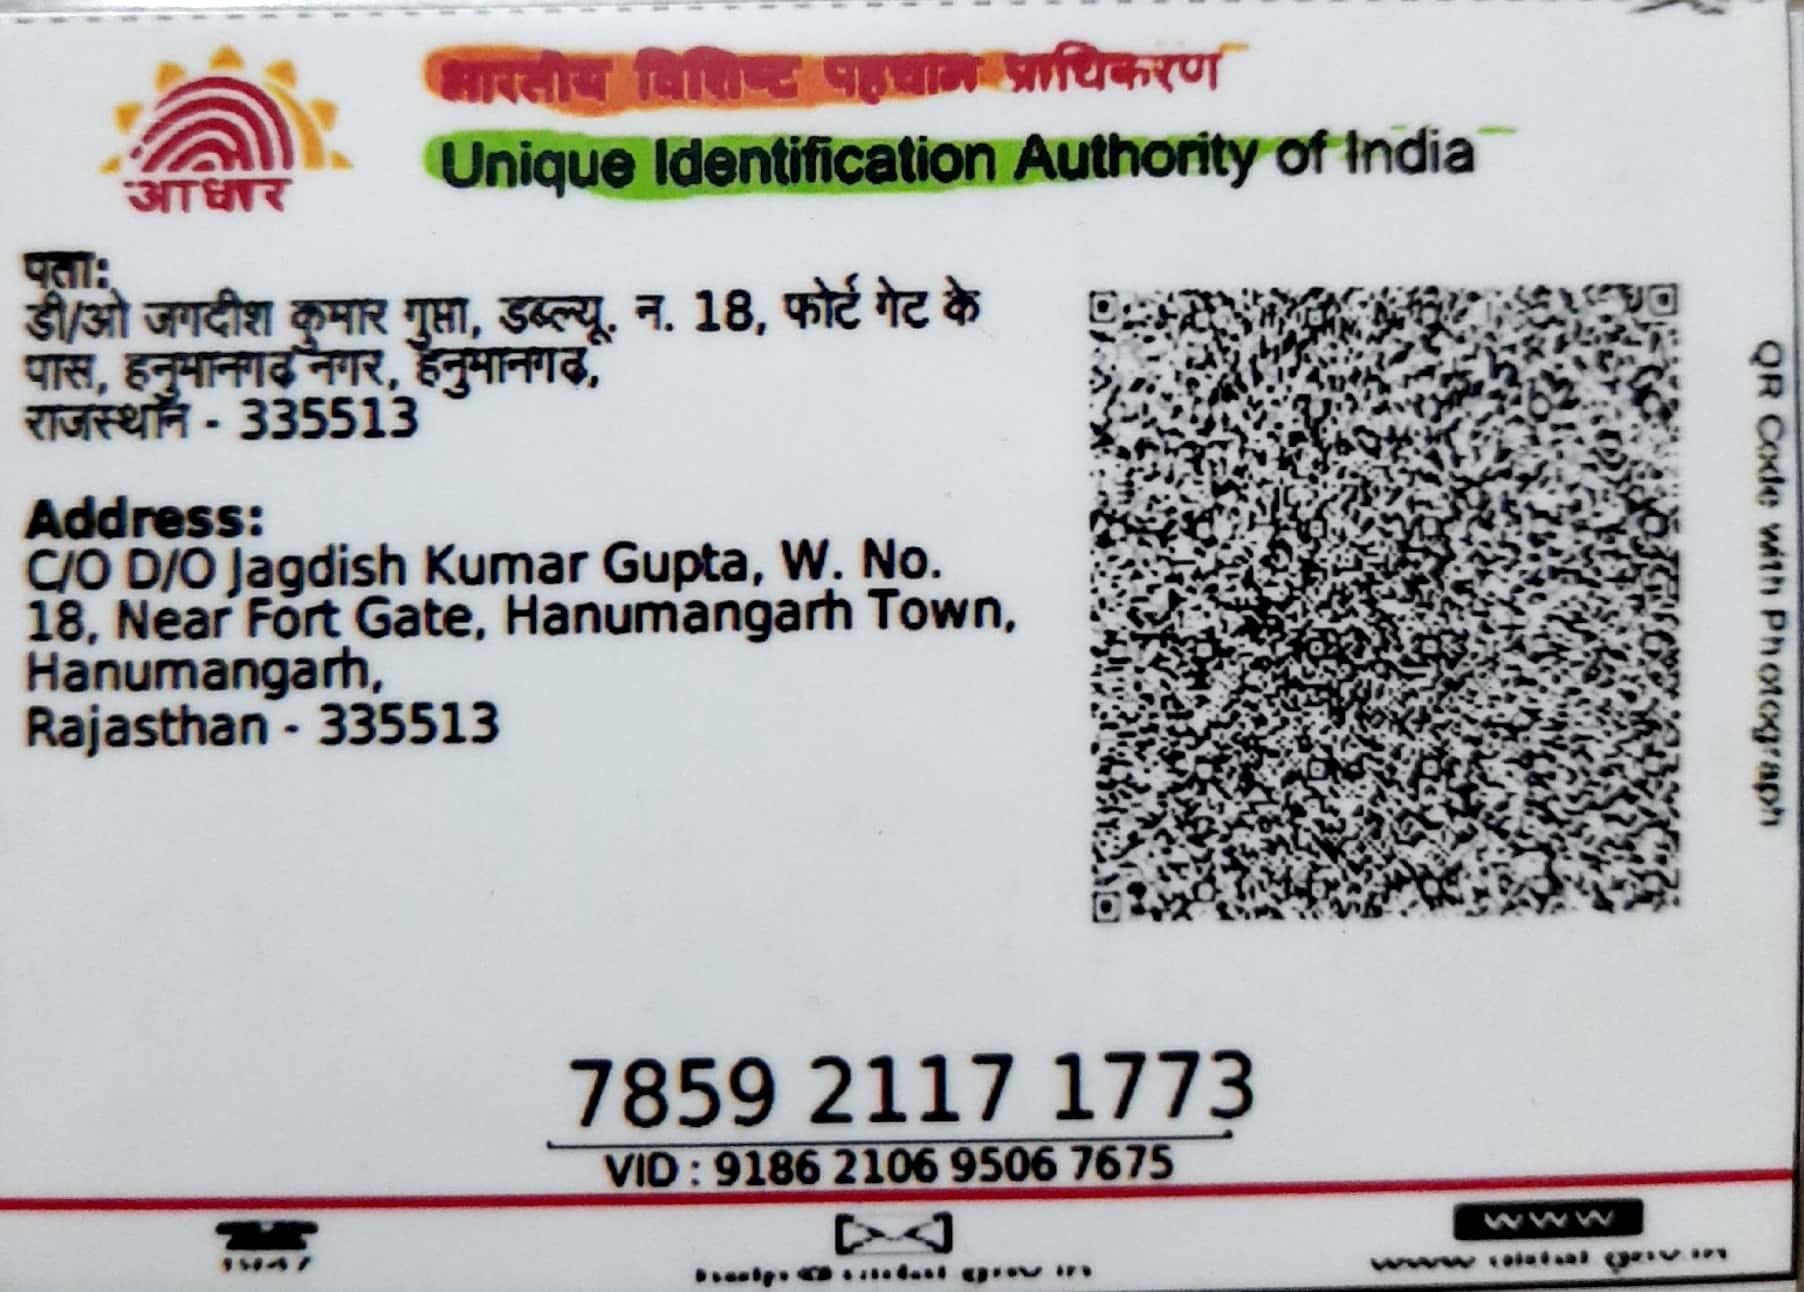 भारतीय विशिष्ट पहचान प्राधिकरण
Unique Identification Authority of India
आधार
पता:
डी/ओ जगदीश कुमार गुप्ता, डब्ल्यू. न. 18, फोर्ट गेट के
पास, हनुमानगढ़ नगर, हनुमानगढ़,
राजस्थान - 335513
Address:
C/O D/O Jagdish Kumar Gupta, W. No.
18, Near Fort Gate, Hanumangarh Town,
Hanumangarh,
Rajasthan - 335513
QR Code with Photograph
7859 2117 1773
VID : 9186 2106 9506 7675
1947
www